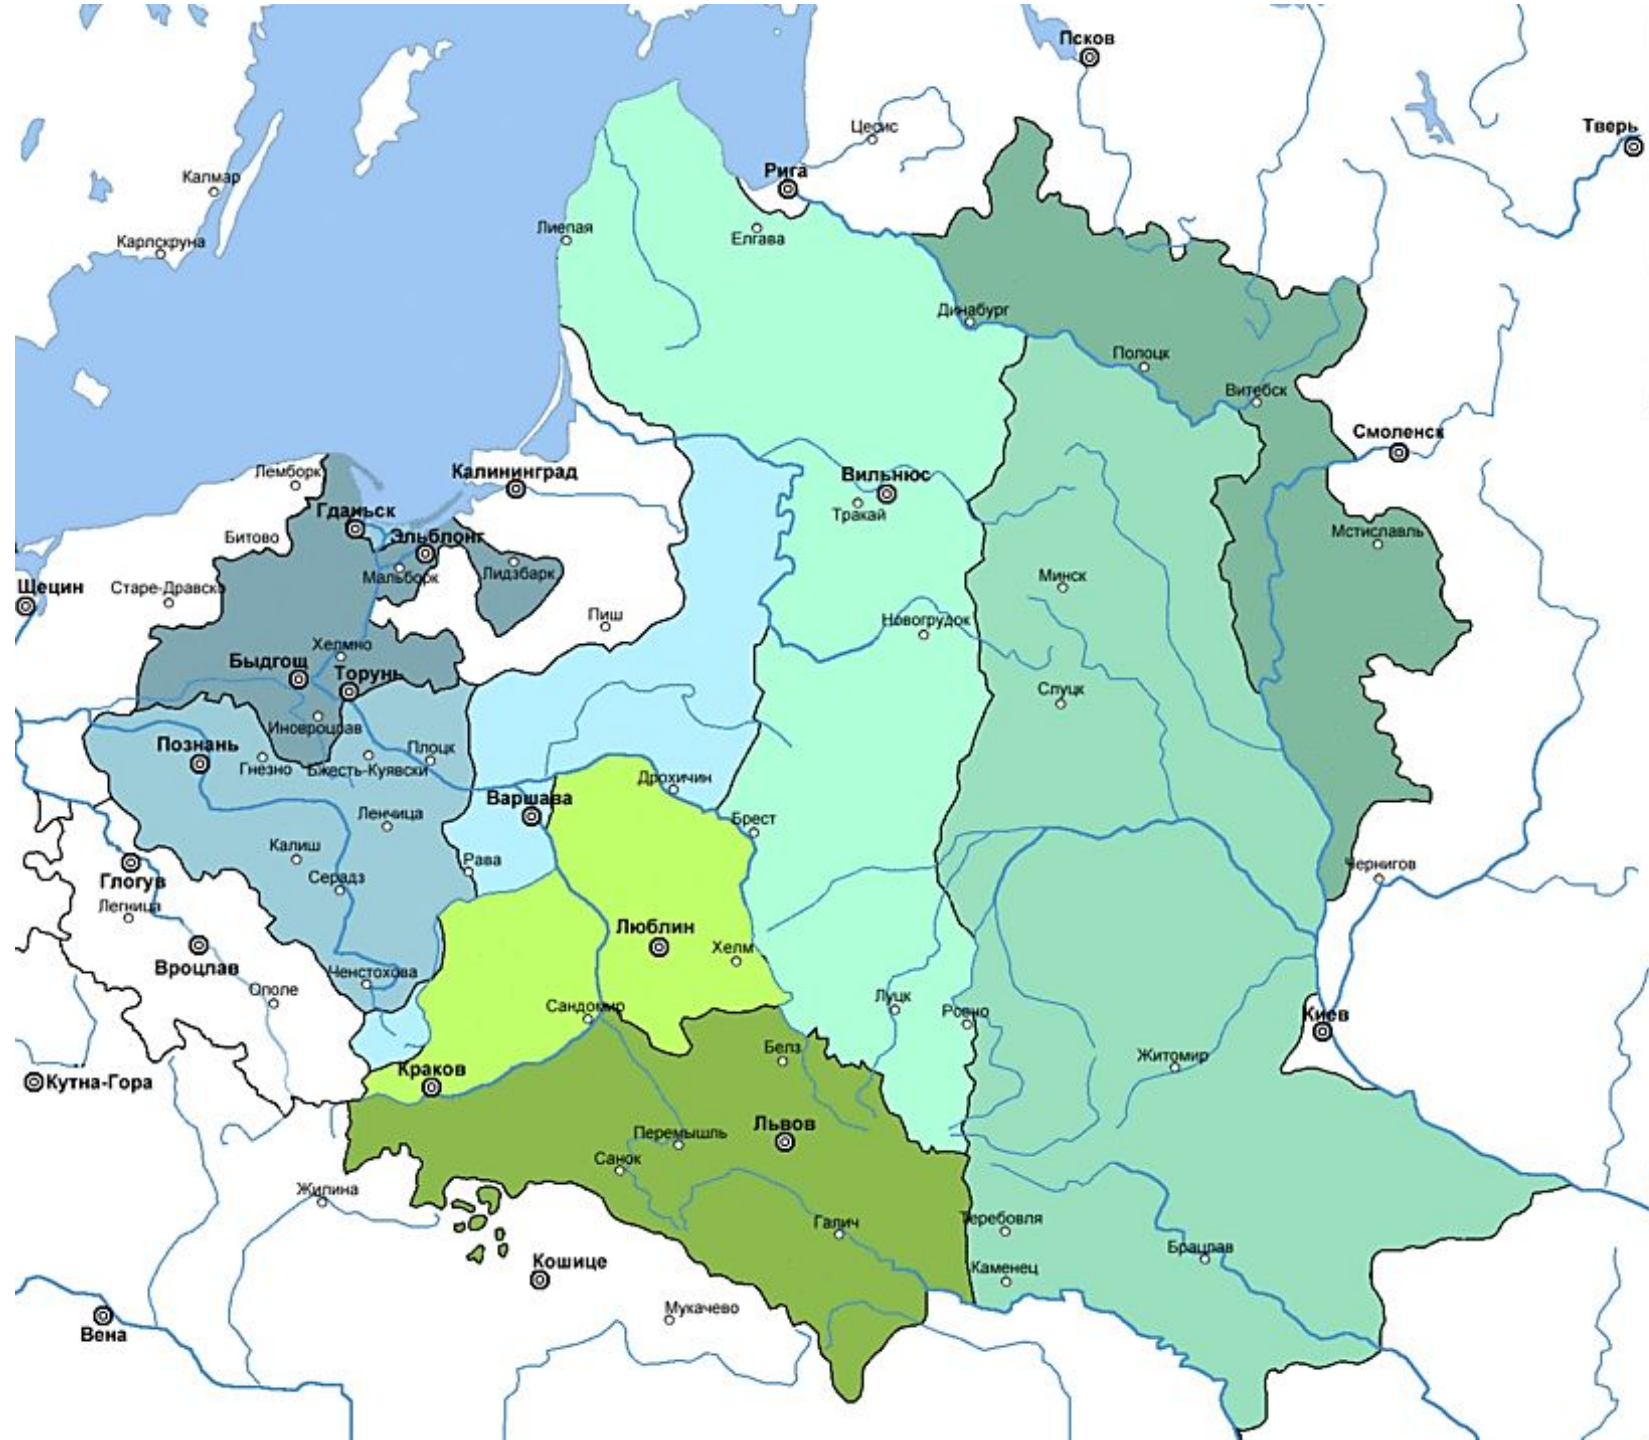 Псков
Тверь
Цесис
Рига
Калмар
Карлскруна
Лиепая
Елгава
Динабург
Полоцк
Витебск
Смоленск
Лемборк
Калининград
Вильнюс
Тракай
Гданьск
Битово
Эльблонг
Мстиславль
Щецин
Старе-Дравско
Мальборк
Лидзбарк
Минск
Пиш
Новогрудок
Хелмно
Быдгощ
Торунь
Слуцк
Иновроцлав
Познань
Плоцк
Гнезно
Бжесть-Куявски
Дрохичин
Варшава
Ленчица
Брест
Калиш
Рава
Чернигов
Глогув
Серадз
Легница
Люблин
Хелм
Вроцлав
Ченстохова
Ополе
Сандомир
Луцк
Ровно
Киев
Белз
Житомир
Краков
Кутна-Гора
Перемышль
Львов
Санок
Жилина
Галич
Теребовля
Брацлав
Кошице
Каменец
Мукачево
Вена